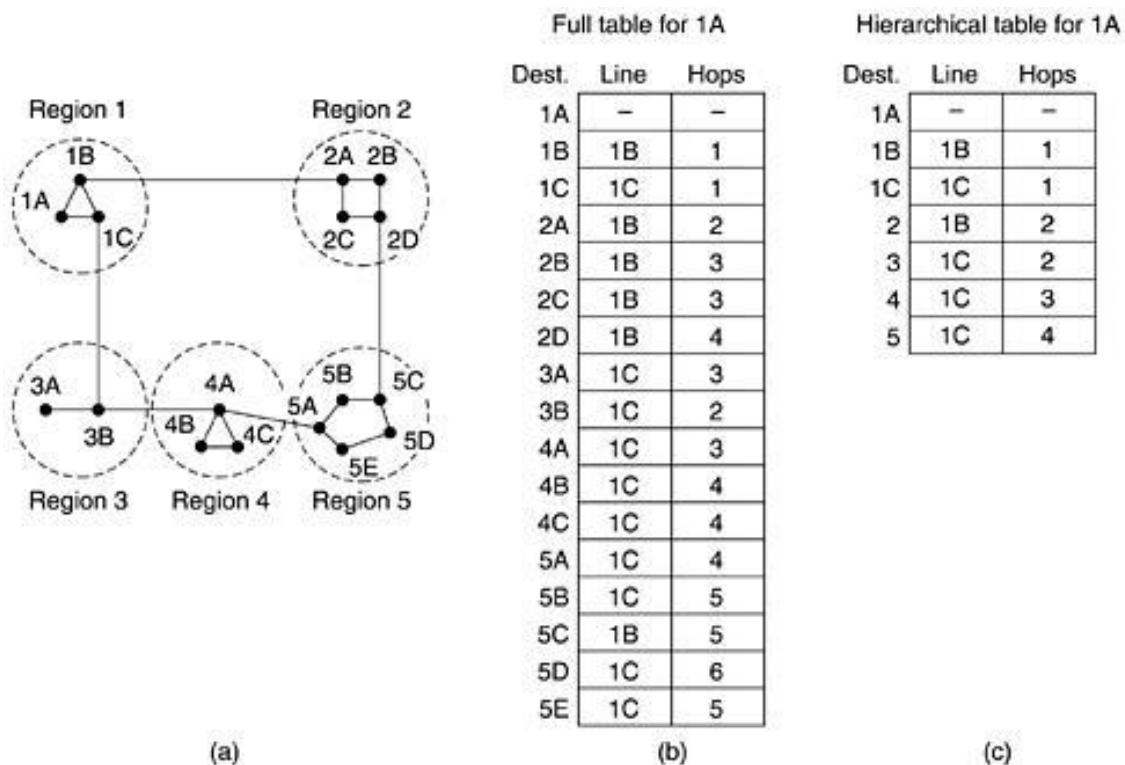 Full table for 1A
Dest. Line Hops
1A – –
1B 1B 1
1C 1C 1
2A 1B 2
2B 1B 3
2C 1B 3
2D 1B 4
3A 1C 3
3B 1C 2
4A 1C 3
4B 1C 4
4C 1C 4
5A 1C 4
5B 1C 5
5C 1B 5
5D 1C 6
5E 1C 5
Hierarchical table for 1A
Dest. Line Hops
1A – –
1B 1B 1
1C 1C 1
2 1B 2
3 1C 2
4 1C 3
5 1C 4
Region 1 Region 2
1B 2A 2B
1A
1C 2C 2D
3A 4A 5B 5C
5A
3B 4B 4C 5D
5E
Region 3 Region 4 Region 5
(a) (b) (c)